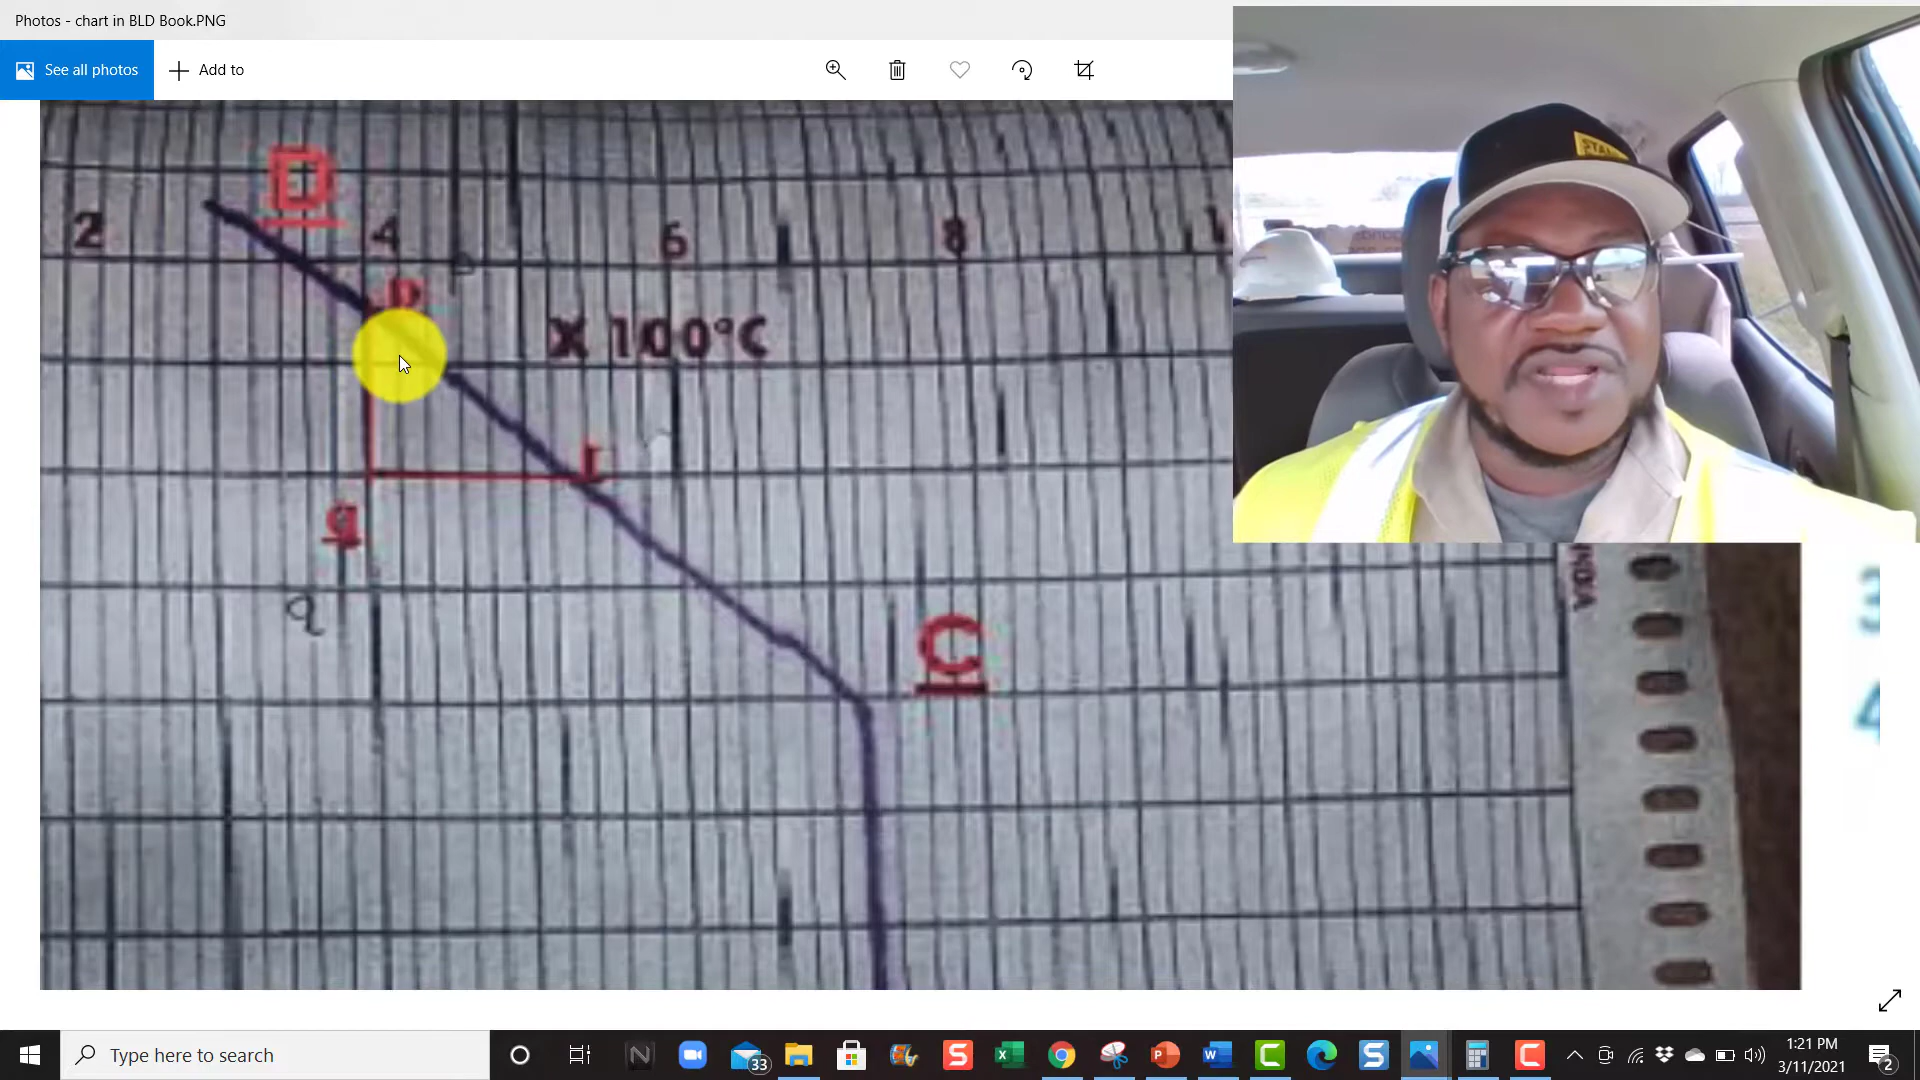 Photos - chart in BLD Book.PNG
See all photos
Add to
D
2
4
6
8
X 100°C
q
q
C
Type here to search
33
1:21 PM
3/11/2021
2